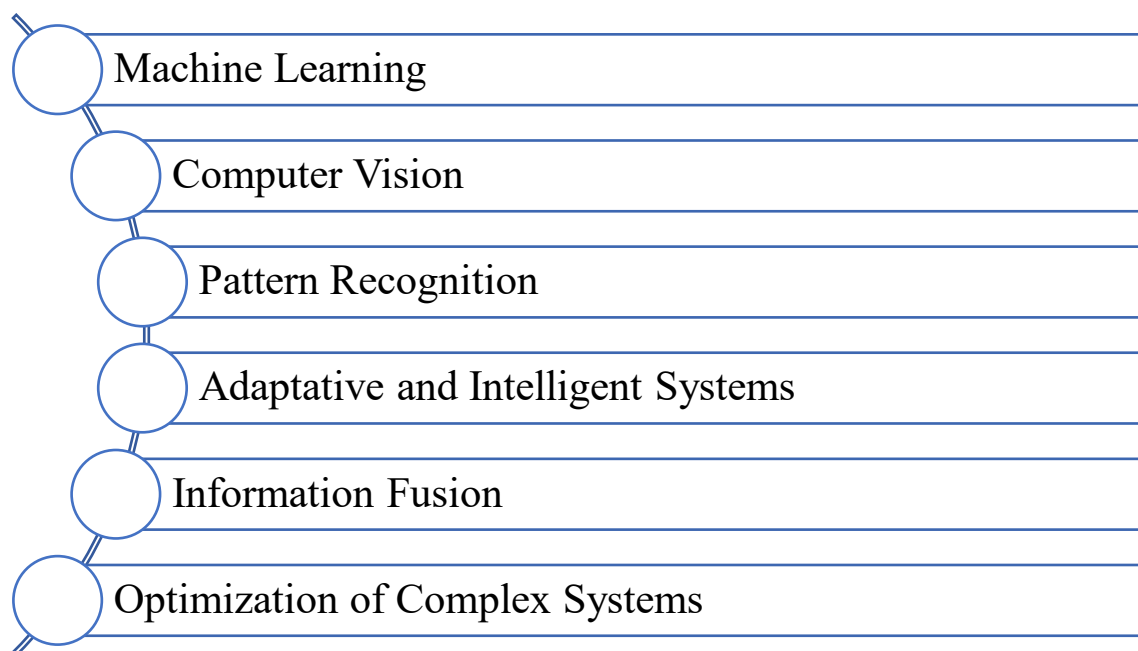 Machine Learning
Computer Vision
Pattern Recognition
Adaptative and Intelligent Systems
Information Fusion
Optimization of Complex Systems